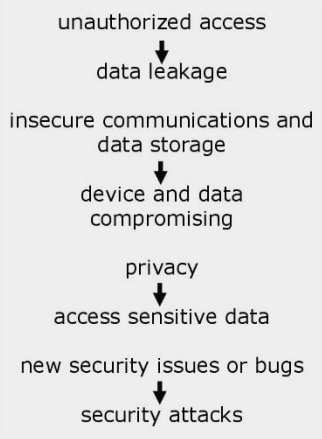 unauthorized access
data leakage
insecure communications and
data storage
device and data
compromising
privacy
access sensitive data
new security issues or bugs
security attacks